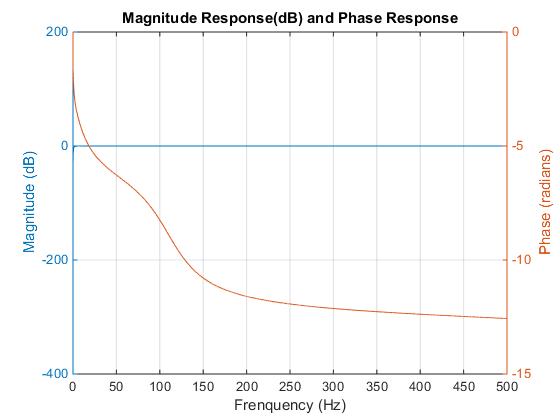 Magnitude Response(dB) and Phase Response
200
0
-200
-400
Magnitude (dB)
0
-5
-10
-15
Phase (radians)
0 50 100 150 200 250 300 350 400 450 500
Frenquency (Hz)